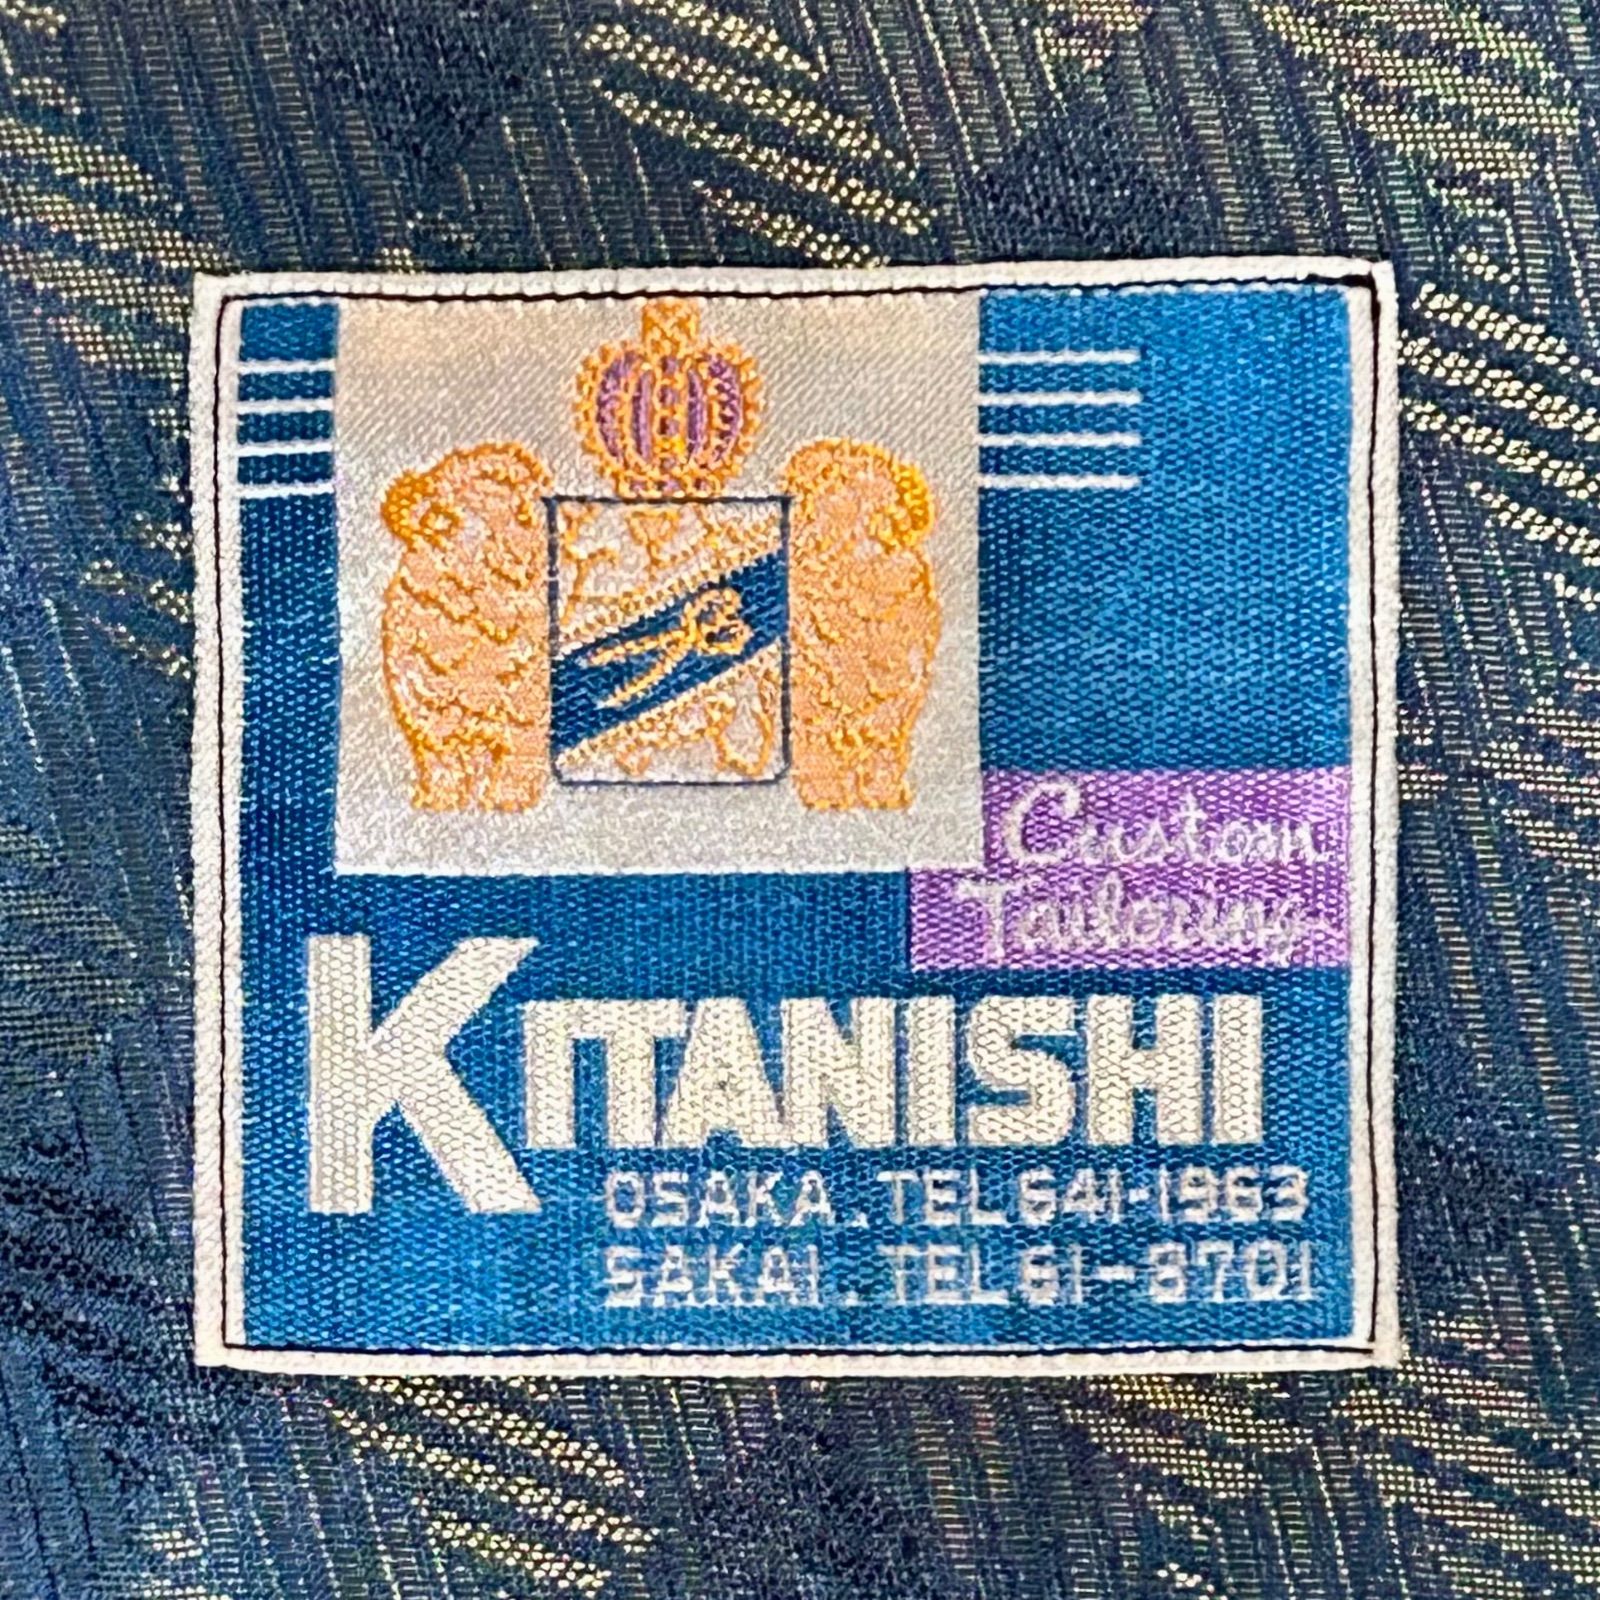 Custom
Tailoring
KITANISHI
OSAKA. TEL 641-1963
SAKAI. TEL 61-8701